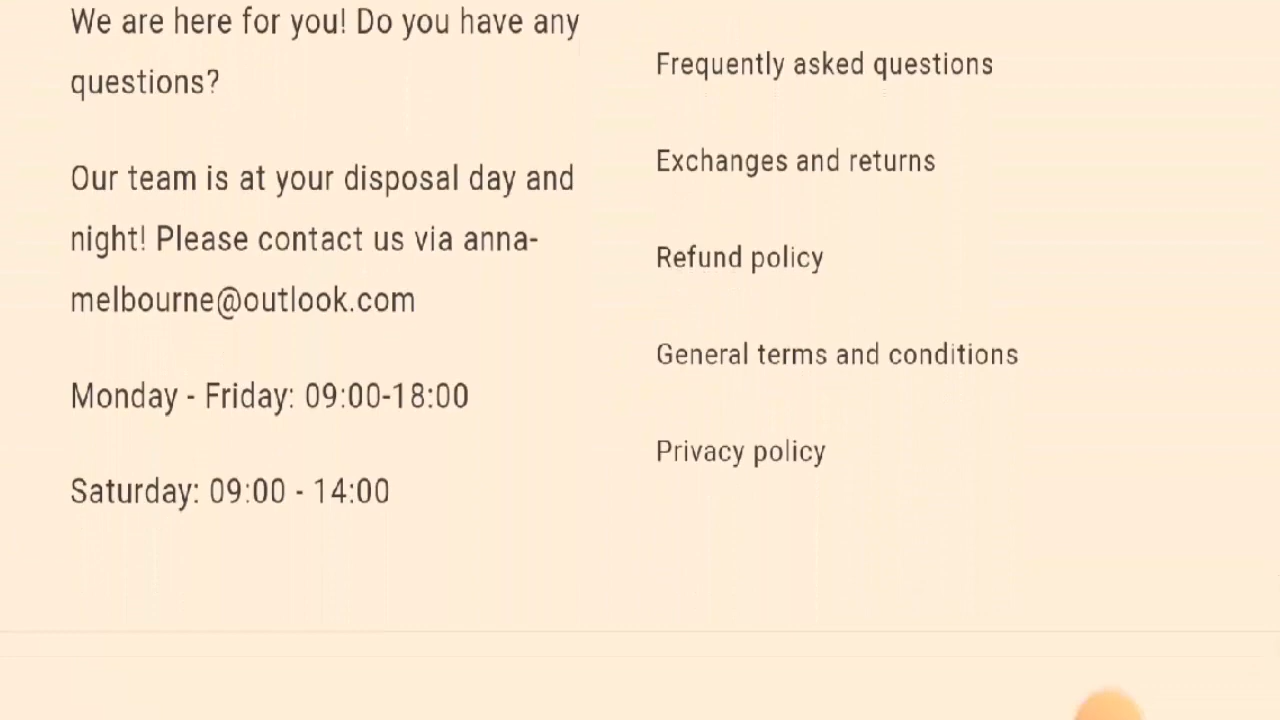 We are here for you! Do you have any
questions?
Our team is at your disposal day and
night! Please contact us via anna-
melbourne@outlook.com
Monday - Friday: 09:00-18:00
Saturday: 09:00 - 14:00
Frequently asked questions
Exchanges and returns
Refund policy
General terms and conditions
Privacy policy